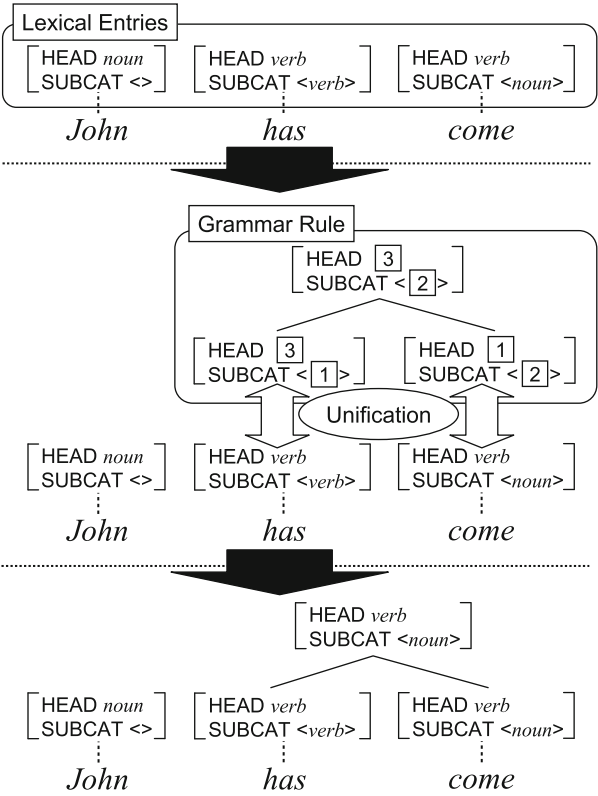 Lexical Entries
HEAD noun HEAD verb HEAD verb
SUBCAT <> SUBCAT <verb> SUBCAT <noun>
John has come
Grammar Rule
HEAD 3
SUBCAT < 2 >
HEAD 3 HEAD 1
SUBCAT < 1 > SUBCAT < 2 >
Unification
HEAD noun HEAD verb HEAD verb
SUBCAT <> SUBCAT <verb> SUBCAT <noun>
John has come
HEAD verb
SUBCAT <noun>
HEAD noun HEAD verb HEAD verb
SUBCAT <> SUBCAT <verb> SUBCAT <noun>
John has come